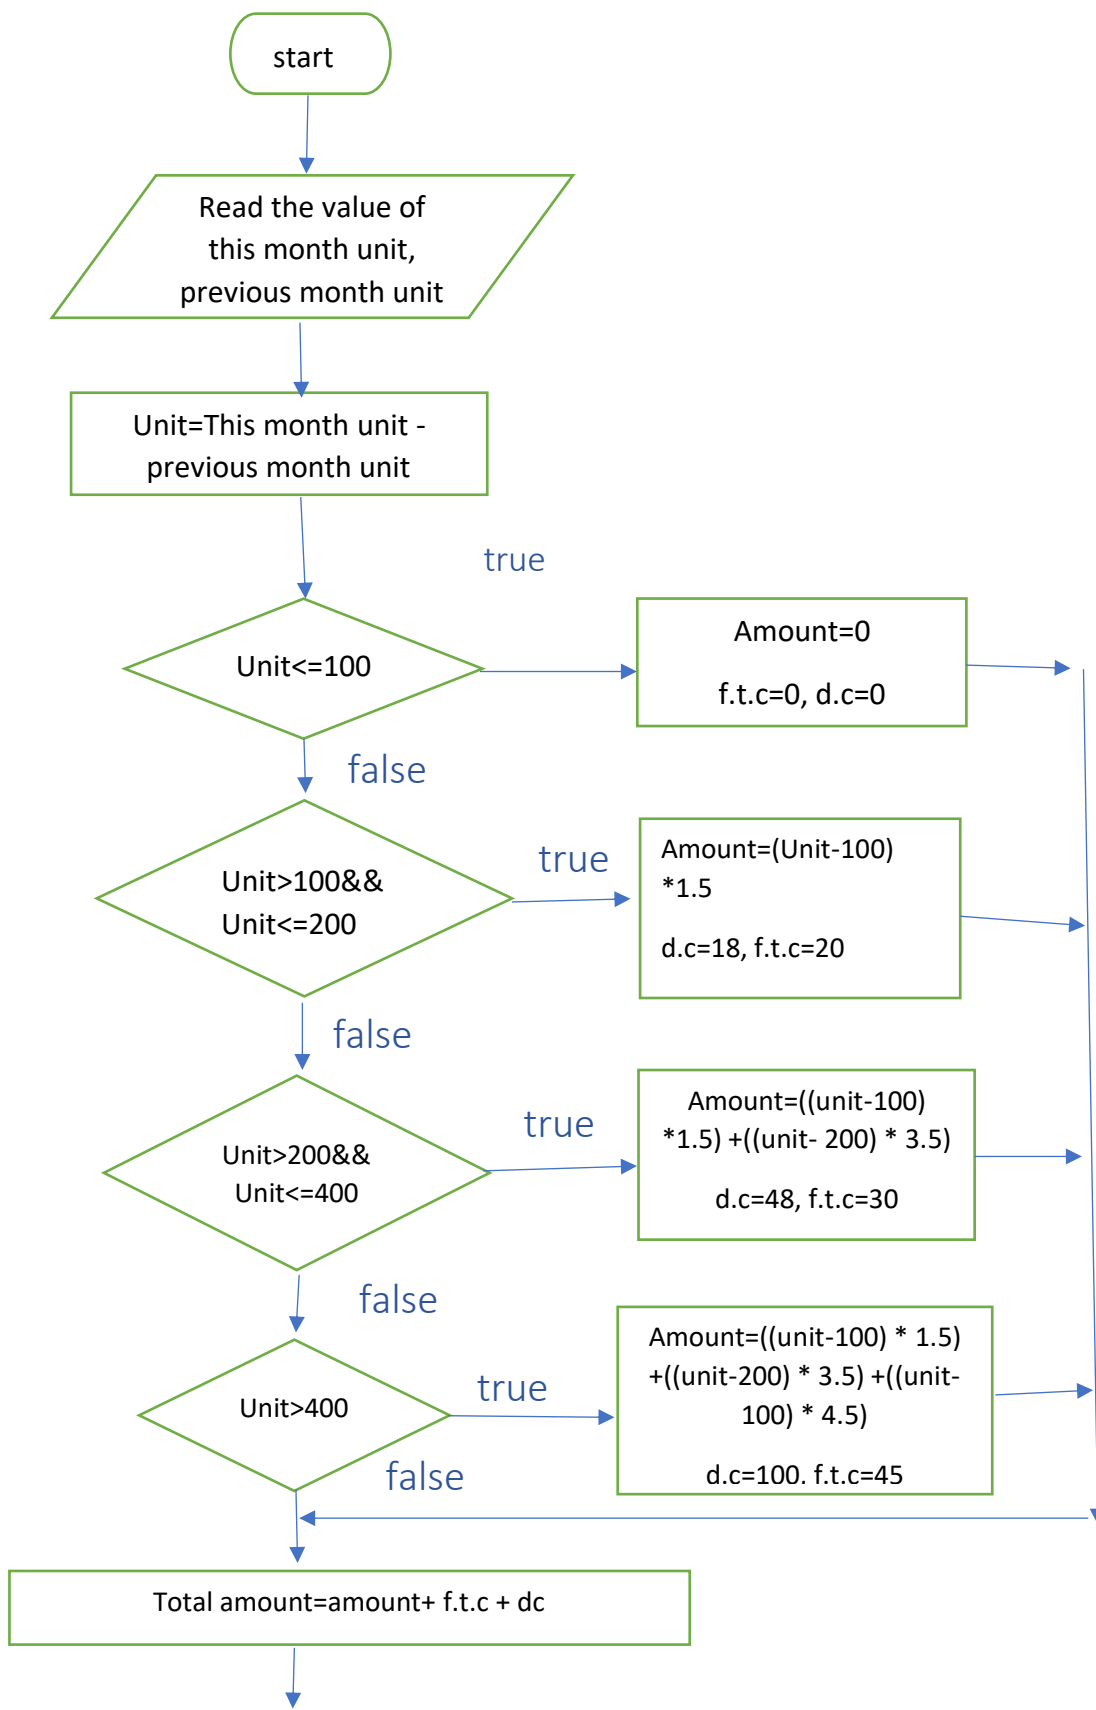 start
Read the value of
this month unit,
previous month unit
Unit=This month unit -
previous month unit
true
Unit<=100
Amount=0
f.t.c=0, d.c=0
false
Unit>100&&
Unit<=200
true
Amount=(Unit-100)
*1.5
d.c=18, f.t.c=20
false
Unit>200&&
Unit<=400
true
Amount=((unit-100)
*1.5) +((unit- 200) * 3.5)
d.c=48, f.t.c=30
false
Unit>400
true
Amount=((unit-100) * 1.5)
+((unit-200) * 3.5) +((unit-
100) * 4.5)
d.c=100. f.t.c=45
false
Total amount=amount+ f.t.c + dc